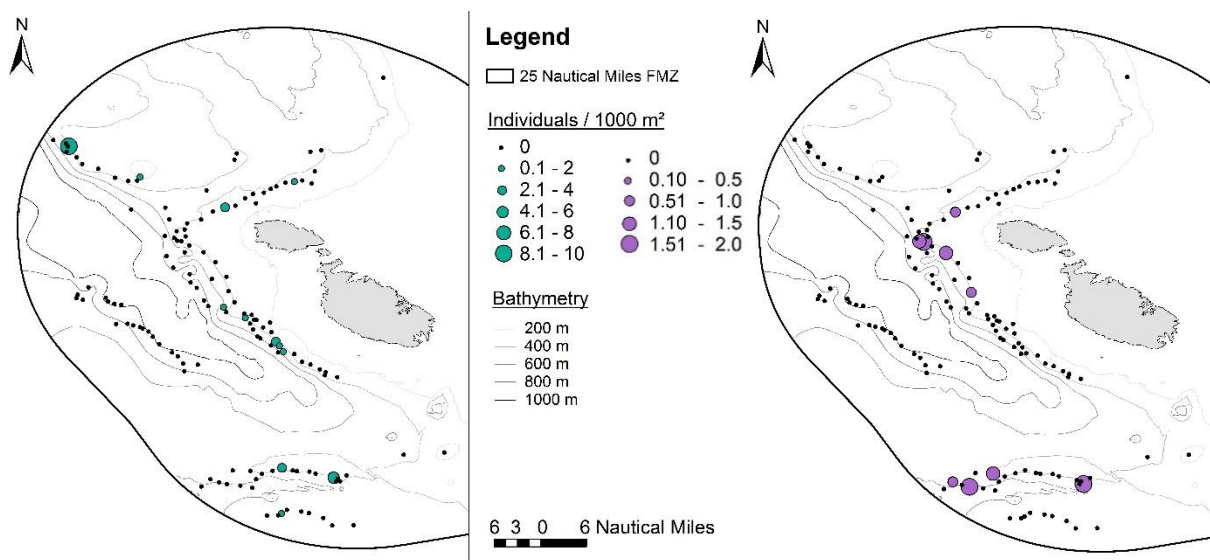 N
Legend
25 Nautical Miles FMZ
Individuals / 1000 m²
0
0.1 - 2
2.1 - 4
4.1 - 6
6.1 - 8
8.1 - 10
0
0.10 - 0.5
0.51 - 1.0
1.10 - 1.5
1.51 - 2.0
Bathymetry
200 m
400 m
600 m
800 m
1000 m
6 3 0 6 Nautical Miles
N